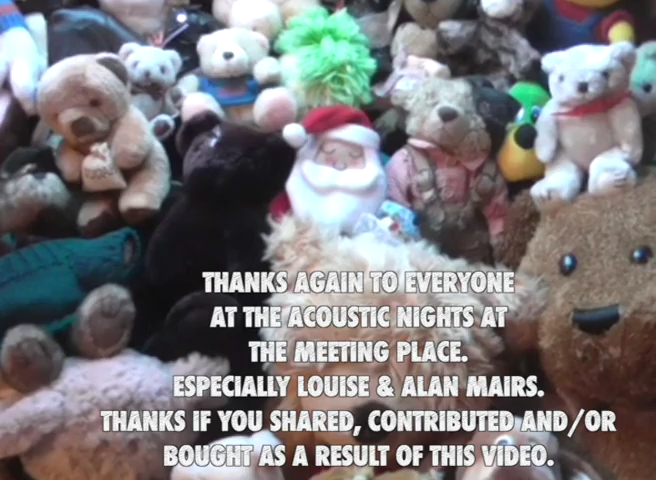 THANKS AGAIN TO EVERYONE
AT THE ACOUSTIC NIGHTS AT
THE MEETING PLACE.
ESPECIALLY LOUISE & ALAN MAIRS.
THANKS IF YOU SHARED, CONTRIBUTED AND/OR
BOUGHT AS A RESULT OF THIS VIDEO.